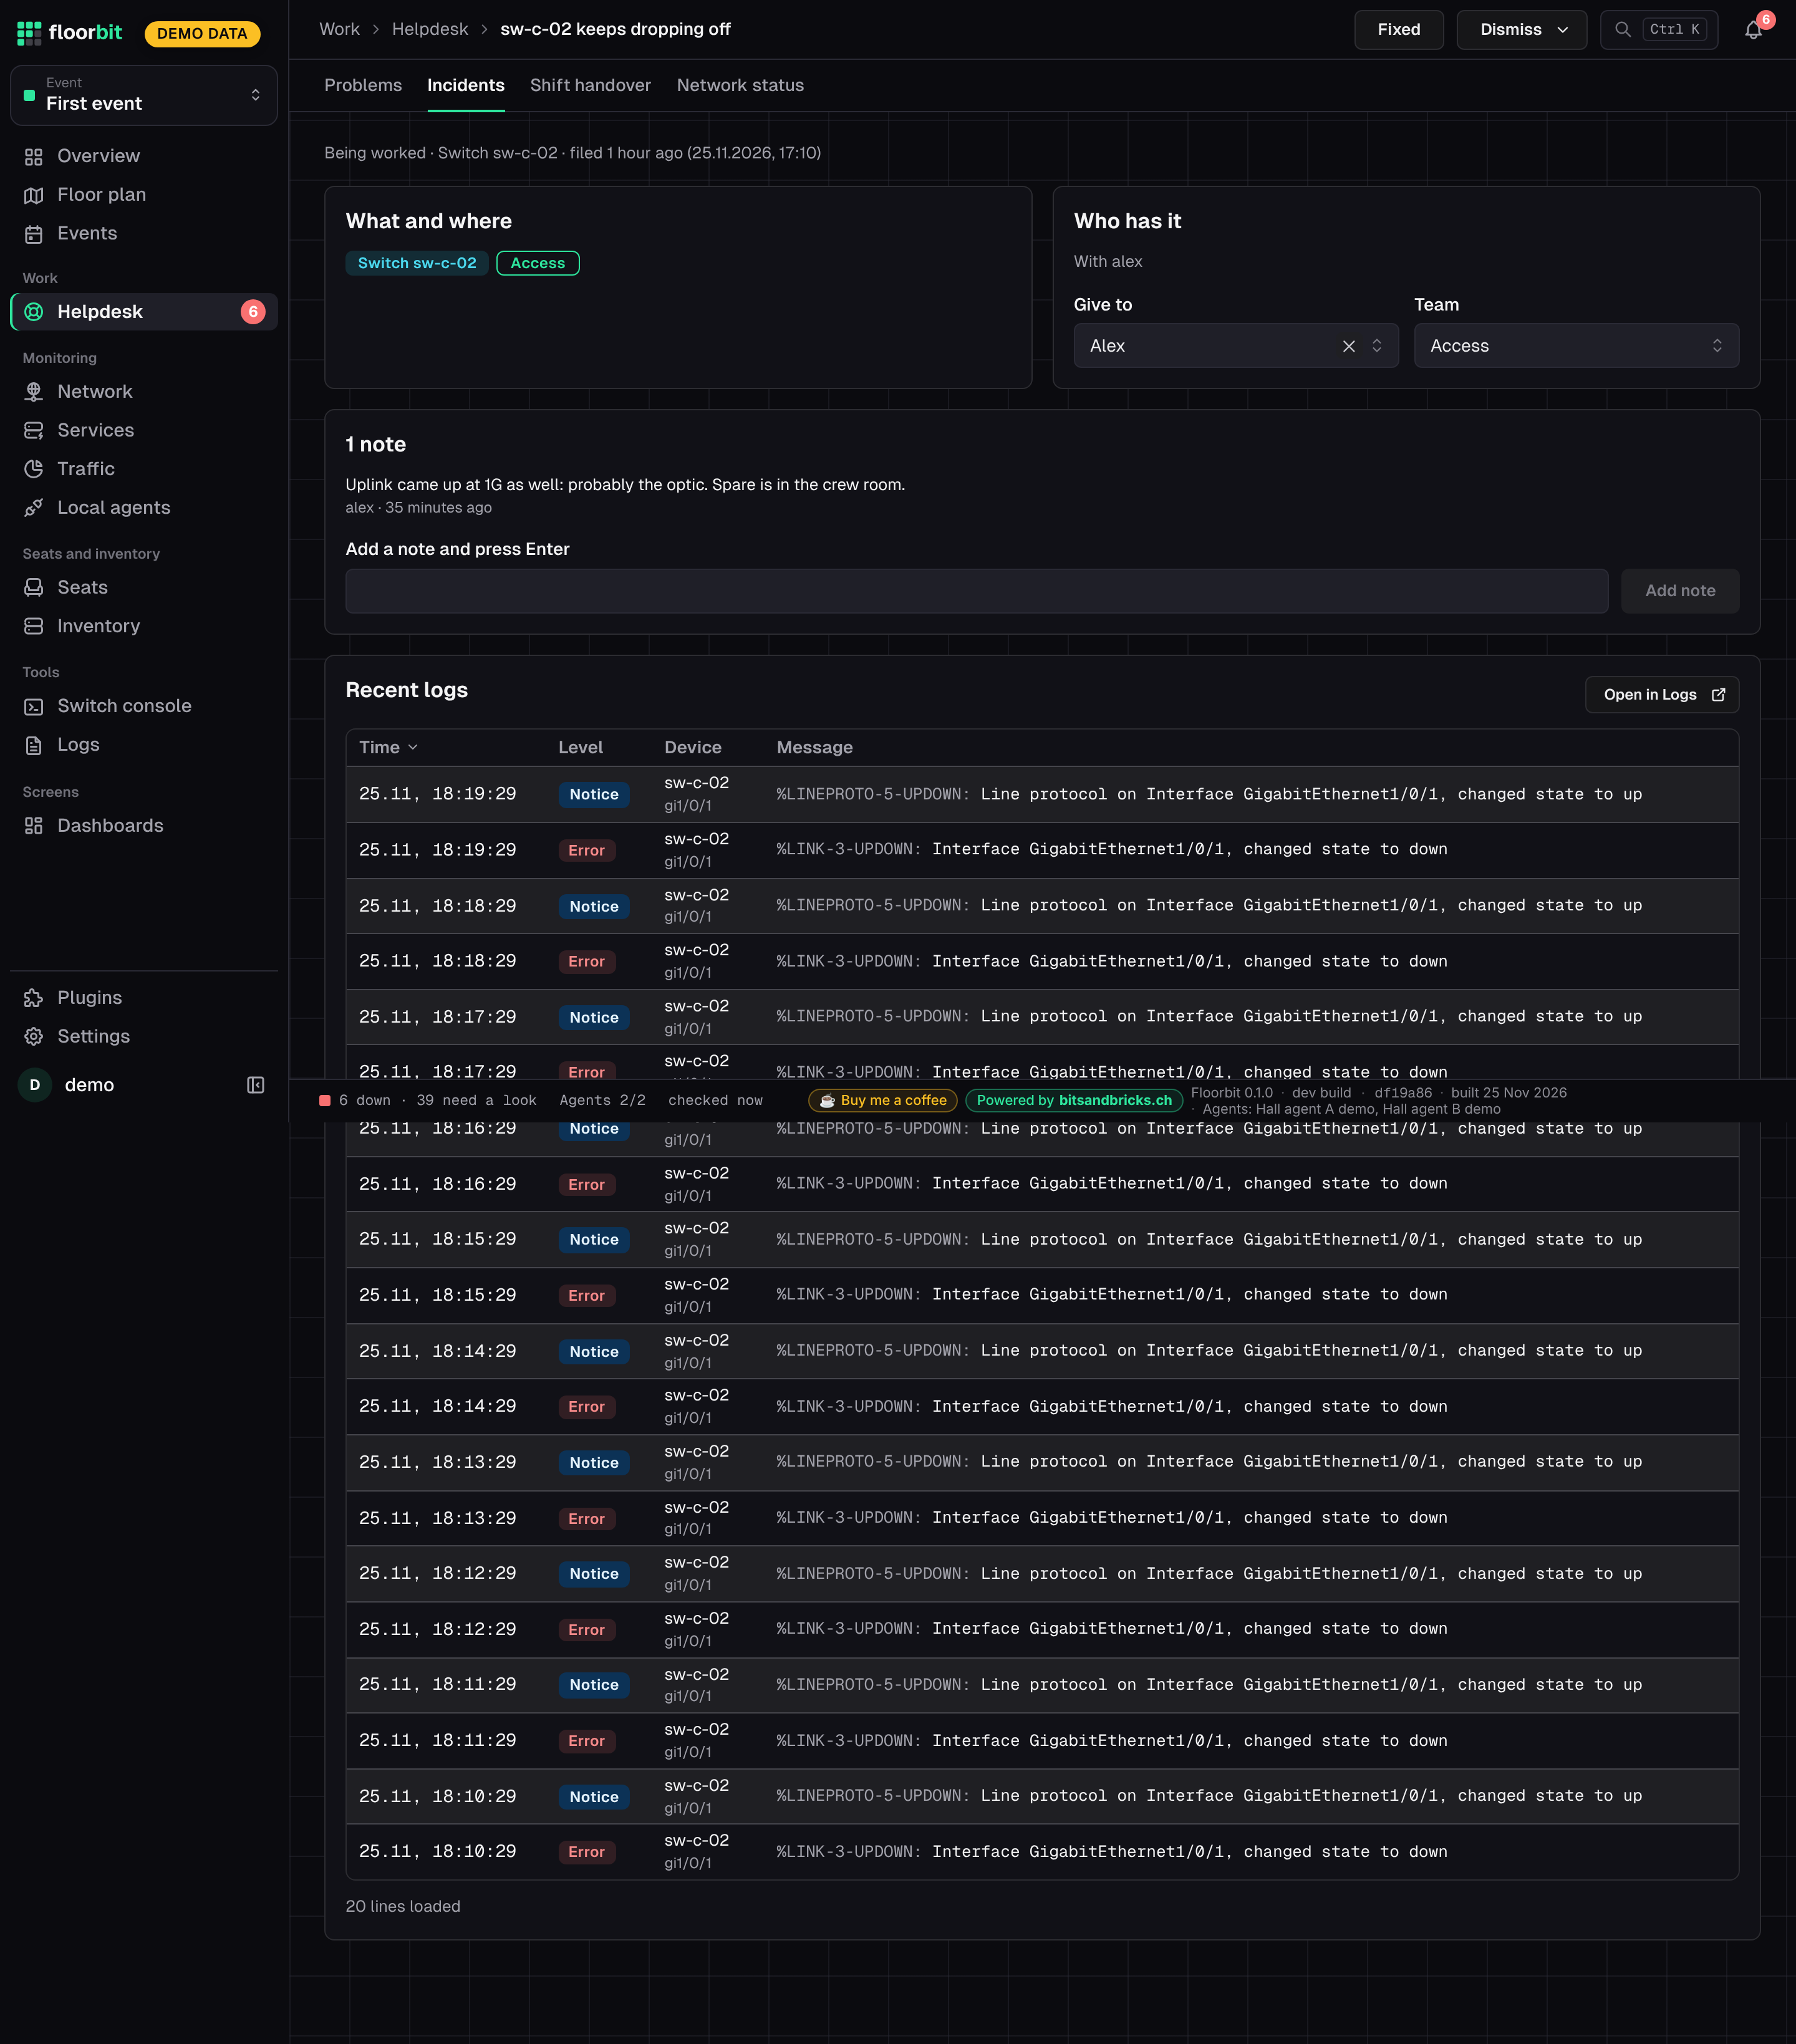 floorbit
DEMO DATA
Event
First event
Overview
Floor plan
Events
Work
Helpdesk
6
Monitoring
Network
Services
Traffic
Local agents
Seats and inventory
Seats
Inventory
Tools
Switch console
Logs
Screens
Dashboards
Plugins
Settings
D
demo
Work
Helpdesk
sw-c-02 keeps dropping off
Fixed
Dismiss
Ctrl K
6
Problems
Incidents
Shift handover
Network status
Being worked · Switch sw-c-02 · filed 1 hour ago (25.11.2026, 17:10)
What and where
Switch sw-c-02
Access
Who has it
With alex
Give to
Team
Alex
Access
1 note
Uplink came up at 1G as well: probably the optic. Spare is in the crew room.
alex · 35 minutes ago
Add a note and press Enter
Add note
Recent logs
Open in Logs
Time Level Device Message
25.11, 18:19:29 Notice sw-c-02 gi1/0/1 %LINEPROTO-5-UPDOWN: Line protocol on Interface GigabitEthernet1/0/1, changed state to up
25.11, 18:19:29 Error sw-c-02 gi1/0/1 %LINK-3-UPDOWN: Interface GigabitEthernet1/0/1, changed state to down
25.11, 18:18:29 Notice sw-c-02 gi1/0/1 %LINEPROTO-5-UPDOWN: Line protocol on Interface GigabitEthernet1/0/1, changed state to up
25.11, 18:18:29 Error sw-c-02 gi1/0/1 %LINK-3-UPDOWN: Interface GigabitEthernet1/0/1, changed state to down
25.11, 18:17:29 Notice sw-c-02 gi1/0/1 %LINEPROTO-5-UPDOWN: Line protocol on Interface GigabitEthernet1/0/1, changed state to up
25.11, 18:17:29 Error sw-c-02 %LINK-3-UPDOWN: Interface GigabitEthernet1/0/1, changed state to down
6 down · 39 need a look
Agents 2/2
checked now
Buy me a coffee
Powered by bitsandbricks.ch
Floorbit 0.1.0 · dev build · df19a86 · built 25 Nov 2026
· Agents: Hall agent A demo, Hall agent B demo
25.11, 18:16:29 Notice gi1/0/1 %LINEPROTO-5-UPDOWN: Line protocol on Interface GigabitEthernet1/0/1, changed state to up
25.11, 18:16:29 Error sw-c-02 gi1/0/1 %LINK-3-UPDOWN: Interface GigabitEthernet1/0/1, changed state to down
25.11, 18:15:29 Notice sw-c-02 gi1/0/1 %LINEPROTO-5-UPDOWN: Line protocol on Interface GigabitEthernet1/0/1, changed state to up
25.11, 18:15:29 Error sw-c-02 gi1/0/1 %LINK-3-UPDOWN: Interface GigabitEthernet1/0/1, changed state to down
25.11, 18:14:29 Notice sw-c-02 gi1/0/1 %LINEPROTO-5-UPDOWN: Line protocol on Interface GigabitEthernet1/0/1, changed state to up
25.11, 18:14:29 Error sw-c-02 gi1/0/1 %LINK-3-UPDOWN: Interface GigabitEthernet1/0/1, changed state to down
25.11, 18:13:29 Notice sw-c-02 gi1/0/1 %LINEPROTO-5-UPDOWN: Line protocol on Interface GigabitEthernet1/0/1, changed state to up
25.11, 18:13:29 Error sw-c-02 gi1/0/1 %LINK-3-UPDOWN: Interface GigabitEthernet1/0/1, changed state to down
25.11, 18:12:29 Notice sw-c-02 gi1/0/1 %LINEPROTO-5-UPDOWN: Line protocol on Interface GigabitEthernet1/0/1, changed state to up
25.11, 18:12:29 Error sw-c-02 gi1/0/1 %LINK-3-UPDOWN: Interface GigabitEthernet1/0/1, changed state to down
25.11, 18:11:29 Notice sw-c-02 gi1/0/1 %LINEPROTO-5-UPDOWN: Line protocol on Interface GigabitEthernet1/0/1, changed state to up
25.11, 18:11:29 Error sw-c-02 gi1/0/1 %LINK-3-UPDOWN: Interface GigabitEthernet1/0/1, changed state to down
25.11, 18:10:29 Notice sw-c-02 gi1/0/1 %LINEPROTO-5-UPDOWN: Line protocol on Interface GigabitEthernet1/0/1, changed state to up
25.11, 18:10:29 Error sw-c-02 gi1/0/1 %LINK-3-UPDOWN: Interface GigabitEthernet1/0/1, changed state to down
20 lines loaded